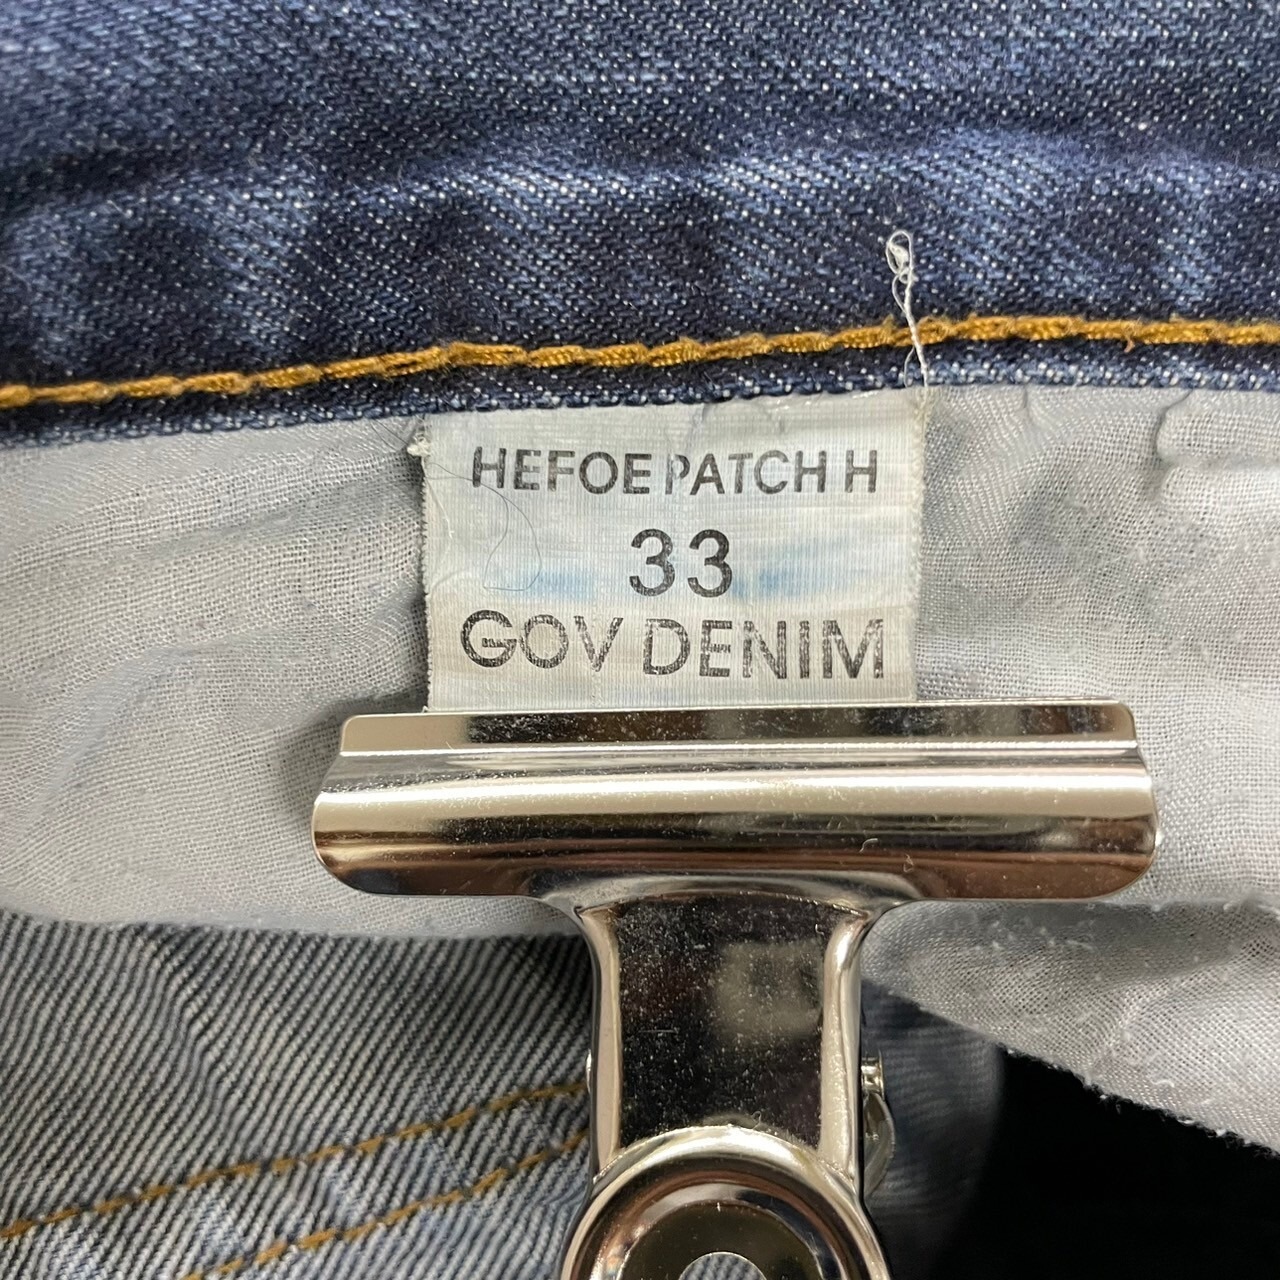 HEFOE PATCH H
33
GOV DENIM